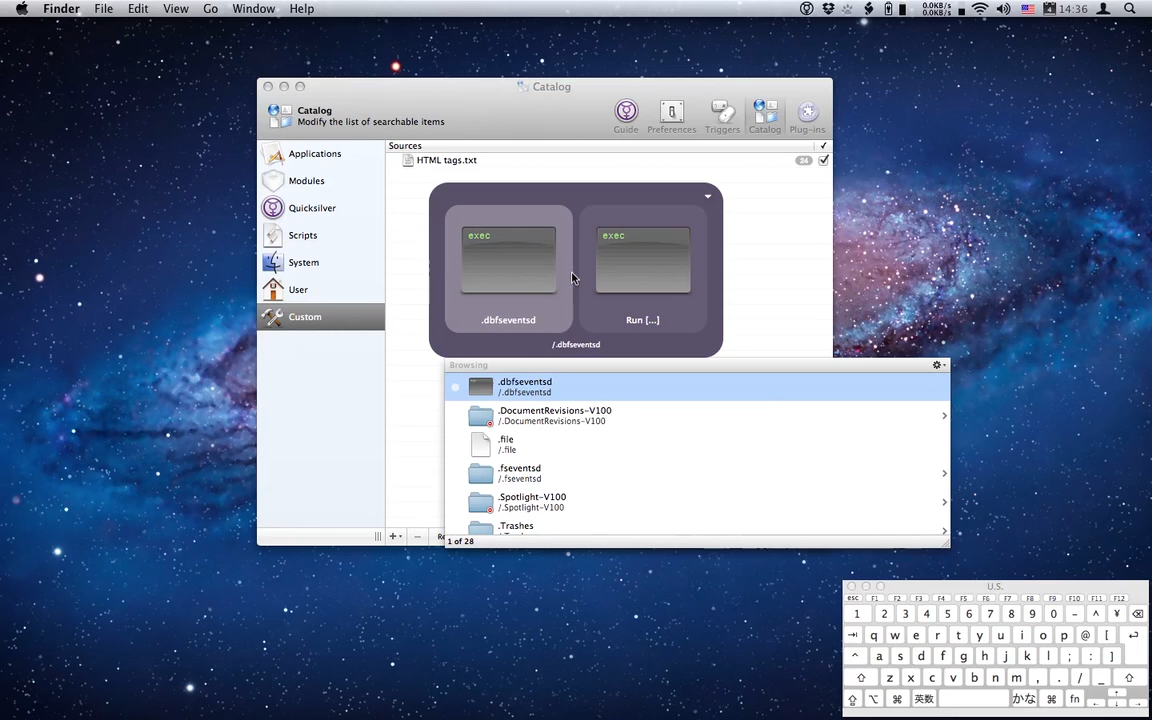 Finder File Edit View Go Window Help
0.0KB/s
0.0KB/s
14:36
Catalog
Catalog
Modify the list of searchable items
Guide Preferences Triggers Catalog Plug-ins
Sources
Applications
Modules
Quicksilver
Scripts
System
User
Custom
HTML tags.txt 24
exec
exec
.dbfseventsd
Run [...]
/.dbfseventsd
Browsing
.dbfseventsd
/.dbfseventsd
.DocumentRevisions-V100
/.DocumentRevisions-V100
.file
/.file
.fseventsd
/.fseventsd
.Spotlight-V100
/.Spotlight-V100
.Trashes
1 of 28
U.S.
esc F1 F2 F3 F4 F5 F6 F7 F8 F9 F10 F11 F12
1 2 3 4 5 6 7 8 9 0 - ^ ¥
q w e r t y u i o p @ [
a s d f g h j k l ; : ]
z x c v b n m , . / _
英数 かな fn